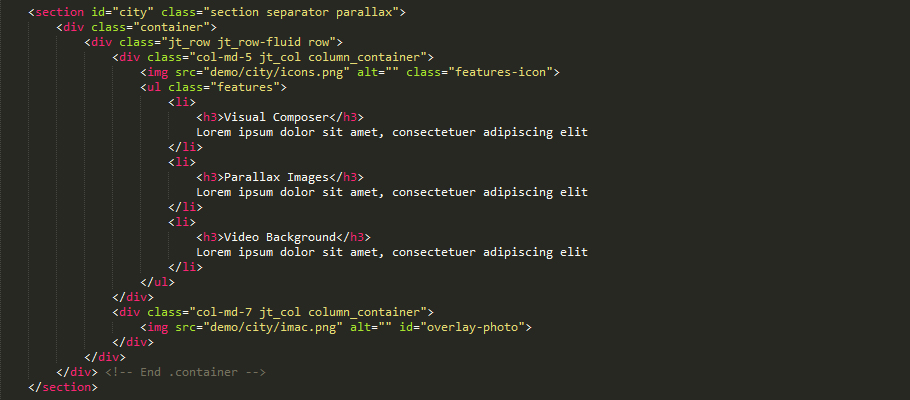 <section id="city" class="section separator parallax">
<div class="container">
<div class="jt_row jt_row-fluid row">
<div class="col-md-5 jt_col column_container">
<img src="demo/city/icons.png" alt="" class="features-icon">
<ul class="features">
<li>
<h3>Visual Composer</h3>
Lorem ipsum dolor sit amet, consectetuer adipiscing elit
</li>
<li>
<h3>Parallax Images</h3>
Lorem ipsum dolor sit amet, consectetuer adipiscing elit
</li>
<li>
<h3>Video Background</h3>
Lorem ipsum dolor sit amet, consectetuer adipiscing elit
</li>
</ul>
</div>
<div class="col-md-7 jt_col column_container">
<img src="demo/city/imac.png" alt="" id="overlay-photo">
</div>
</div>
</div> <!-- End .container -->
</section>